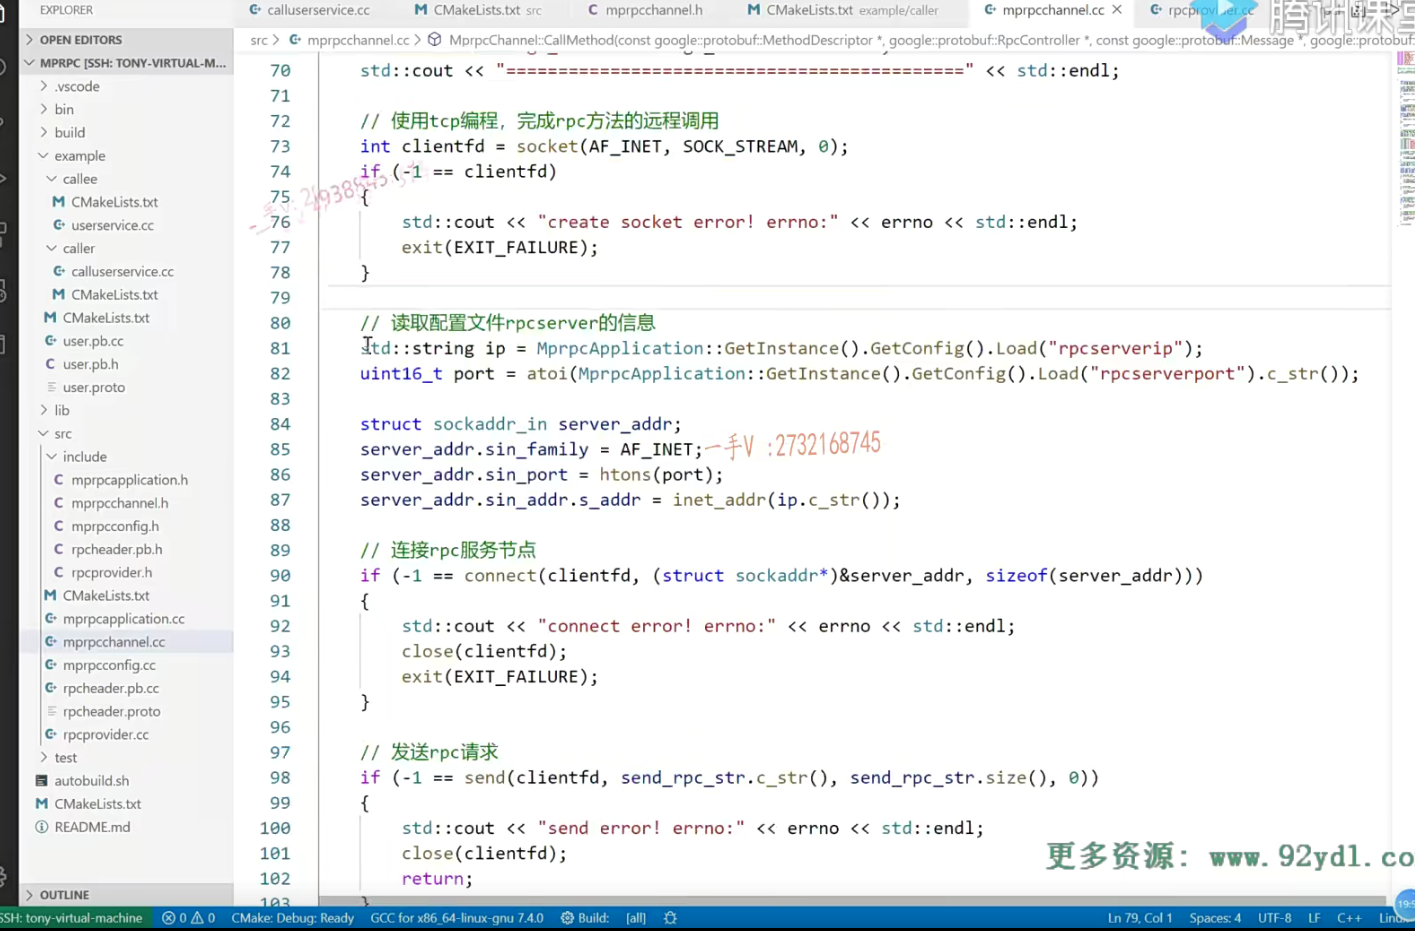 EXPLORER
calluserservice.cc
CMakeLists.txt src
mprpcchannel.h
CMakeLists.txt example/caller
mprpcchannel.cc
腾讯课堂
OPEN EDITORS
src > mprpcchannel.cc > MprpcChannel::CallMethod(const google::protobuf::MethodDescriptor *, google::protobuf::RpcController *, const google::protobuf::Message *, google::protobuf
MPRPC [SSH: TONY-VIRTUAL-M...
.vscode
bin
build
example
callee
CMakeLists.txt
userservice.cc
caller
calluserservice.cc
CMakeLists.txt
CMakeLists.txt
user.pb.cc
user.pb.h
user.proto
lib
src
include
mprpcapplication.h
mprpcchannel.h
mprpcconfig.h
rpcheader.pb.h
rpcprovider.h
CMakeLists.txt
mprpcapplication.cc
mprpcchannel.cc
mprpcconfig.cc
rpcheader.pb.cc
rpcheader.proto
rpcprovider.cc
test
autobuild.sh
CMakeLists.txt
README.md
OUTLINE
70 std::cout << "============================================" << std::endl;
71
72 // 使用tcp编程，完成rpc方法的远程调用
73 int clientfd = socket(AF_INET, SOCK_STREAM, 0);
74 if (-1 == clientfd)
75 {
76 std::cout << "create socket error! errno:" << errno << std::endl;
77 exit(EXIT_FAILURE);
78 }
79
80 // 读取配置文件rpcserver的信息
81 std::string ip = MprpcApplication::GetInstance().GetConfig().Load("rpcserverip");
82 uint16_t port = atoi(MprpcApplication::GetInstance().GetConfig().Load("rpcserverport").c_str());
83
84 struct sockaddr_in server_addr;
85 server_addr.sin_family = AF_INET;
一手V :2732168745
86 server_addr.sin_port = htons(port);
87 server_addr.sin_addr.s_addr = inet_addr(ip.c_str());
88
89 // 连接rpc服务节点
90 if (-1 == connect(clientfd, (struct sockaddr*)&server_addr, sizeof(server_addr)))
91 {
92 std::cout << "connect error! errno:" << errno << std::endl;
93 close(clientfd);
94 exit(EXIT_FAILURE);
95 }
96
97 // 发送rpc请求
98 if (-1 == send(clientfd, send_rpc_str.c_str(), send_rpc_str.size(), 0))
99 {
100 std::cout << "send error! errno:" << errno << std::endl;
101 close(clientfd);
102 return;
103 }
更多资源: www.92ydl.co
SSH: tony-virtual-machine 0 0 CMake: Debug: Ready GCC for x86_64-linux-gnu 7.4.0 Build: [all] Ln 79, Col 1 Spaces: 4 UTF-8 LF C++